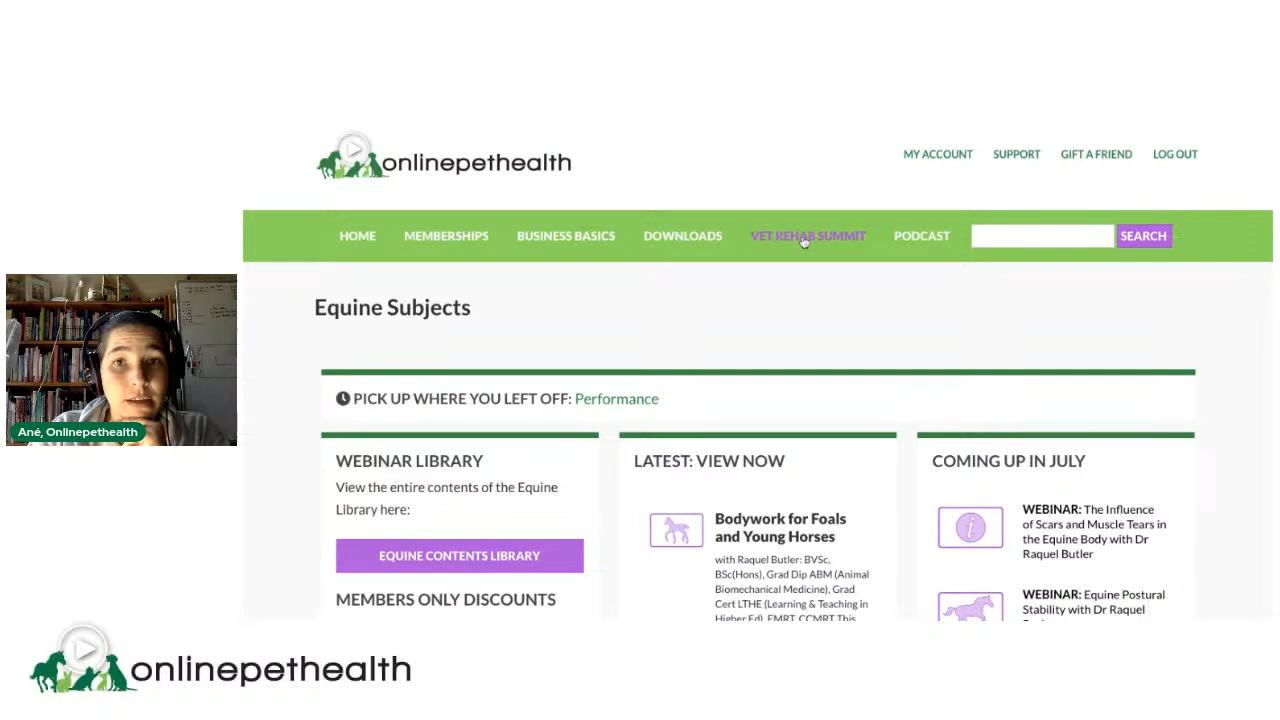 onlinepethealth
MY ACCOUNT SUPPORT GIFT A FRIEND LOG OUT
HOME MEMBERSHIPS BUSINESS BASICS DOWNLOADS VET REHAB SUMMIT PODCAST SEARCH
Equine Subjects
PICK UP WHERE YOU LEFT OFF: Performance
WEBINAR LIBRARY
View the entire contents of the Equine
Library here:
EQUINE CONTENTS LIBRARY
MEMBERS ONLY DISCOUNTS
LATEST: VIEW NOW
Bodywork for Foals
and Young Horses
with Raquel Butler: BVSc,
BSc(Hons), Grad Dip ABM (Animal
Biomechanical Medicine), Grad
Cert LTHE (Learning & Teaching in
Higher Ed), EMRT, CCMRT This
COMING UP IN JULY
i
WEBINAR: The Influence
of Scars and Muscle Tears in
the Equine Body with Dr
Raquel Butler
WEBINAR: Equine Postural
Stability with Dr Raquel
Ané, Onlinepethealth
onlinepethealth